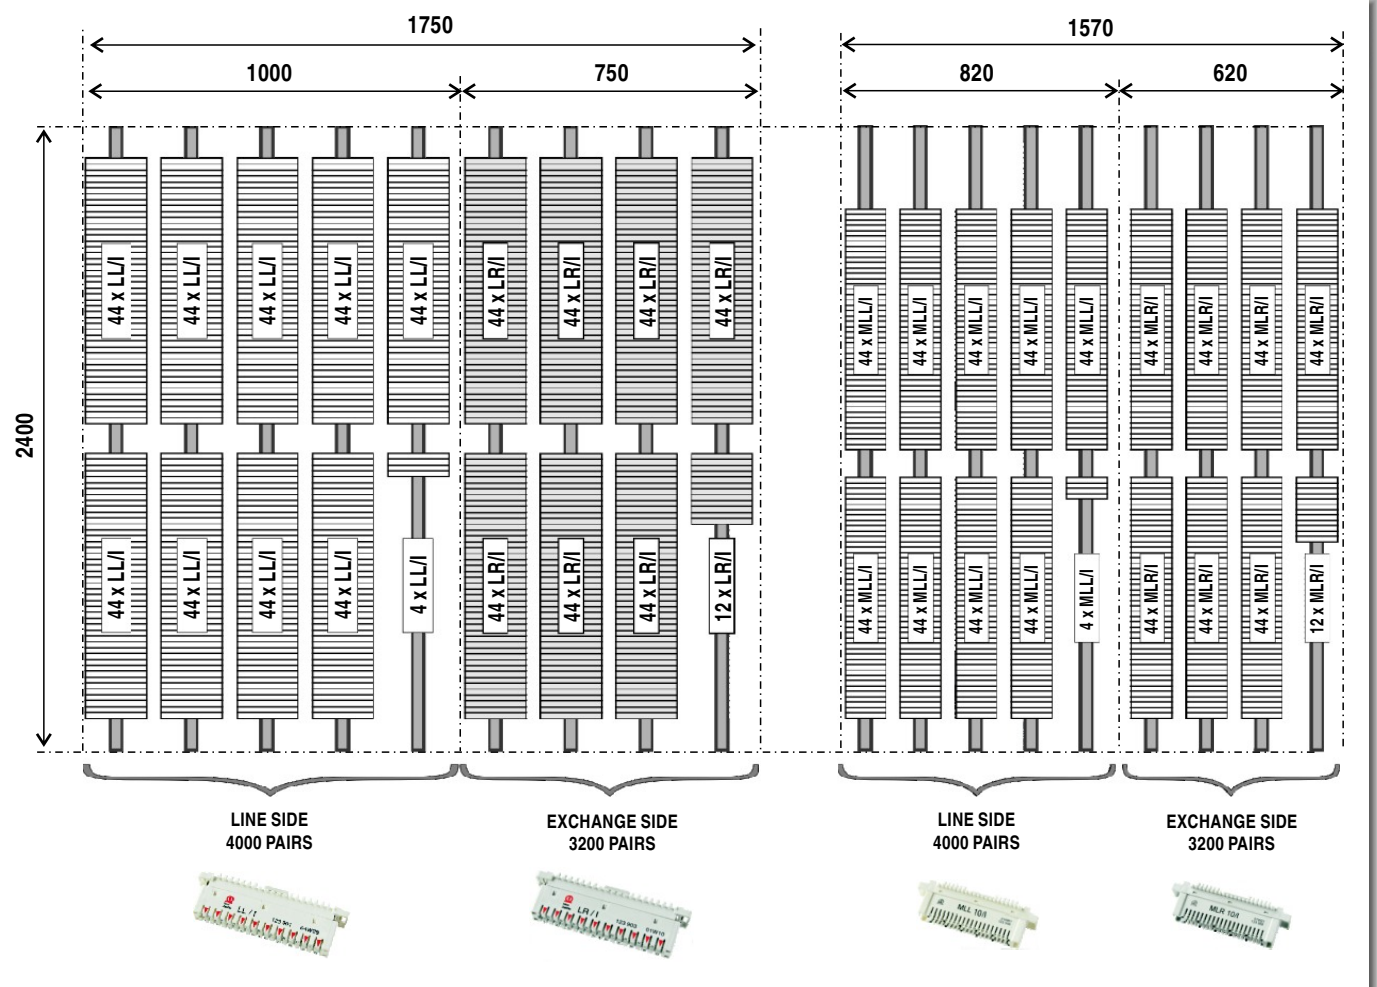 1750
1570
1000
750
820
620
2400
44 x LL/I
44 x LL/I
44 x LL/I
44 x LL/I
44 x LL/I
44 x LR/I
44 x LR/I
44 x LR/I
44 x LR/I
44 x MLL/I
44 x MLL/I
44 x MLL/I
44 x MLL/I
44 x MLL/I
44 x MLR/I
44 x MLR/I
44 x MLR/I
44 x MLR/I
44 x LL/I
44 x LL/I
44 x LL/I
44 x LL/I
4 x LL/I
44 x LR/I
44 x LR/I
44 x LR/I
12 x LR/I
44 x MLL/I
44 x MLL/I
44 x MLL/I
44 x MLL/I
4 x MLL/I
44 x MLR/I
44 x MLR/I
44 x MLR/I
12 x MLR/I
LINE SIDE
4000 PAIRS
EXCHANGE SIDE
3200 PAIRS
LINE SIDE
4000 PAIRS
EXCHANGE SIDE
3200 PAIRS
LL / I
LR / I
MLL 10/I
MLR 10/I